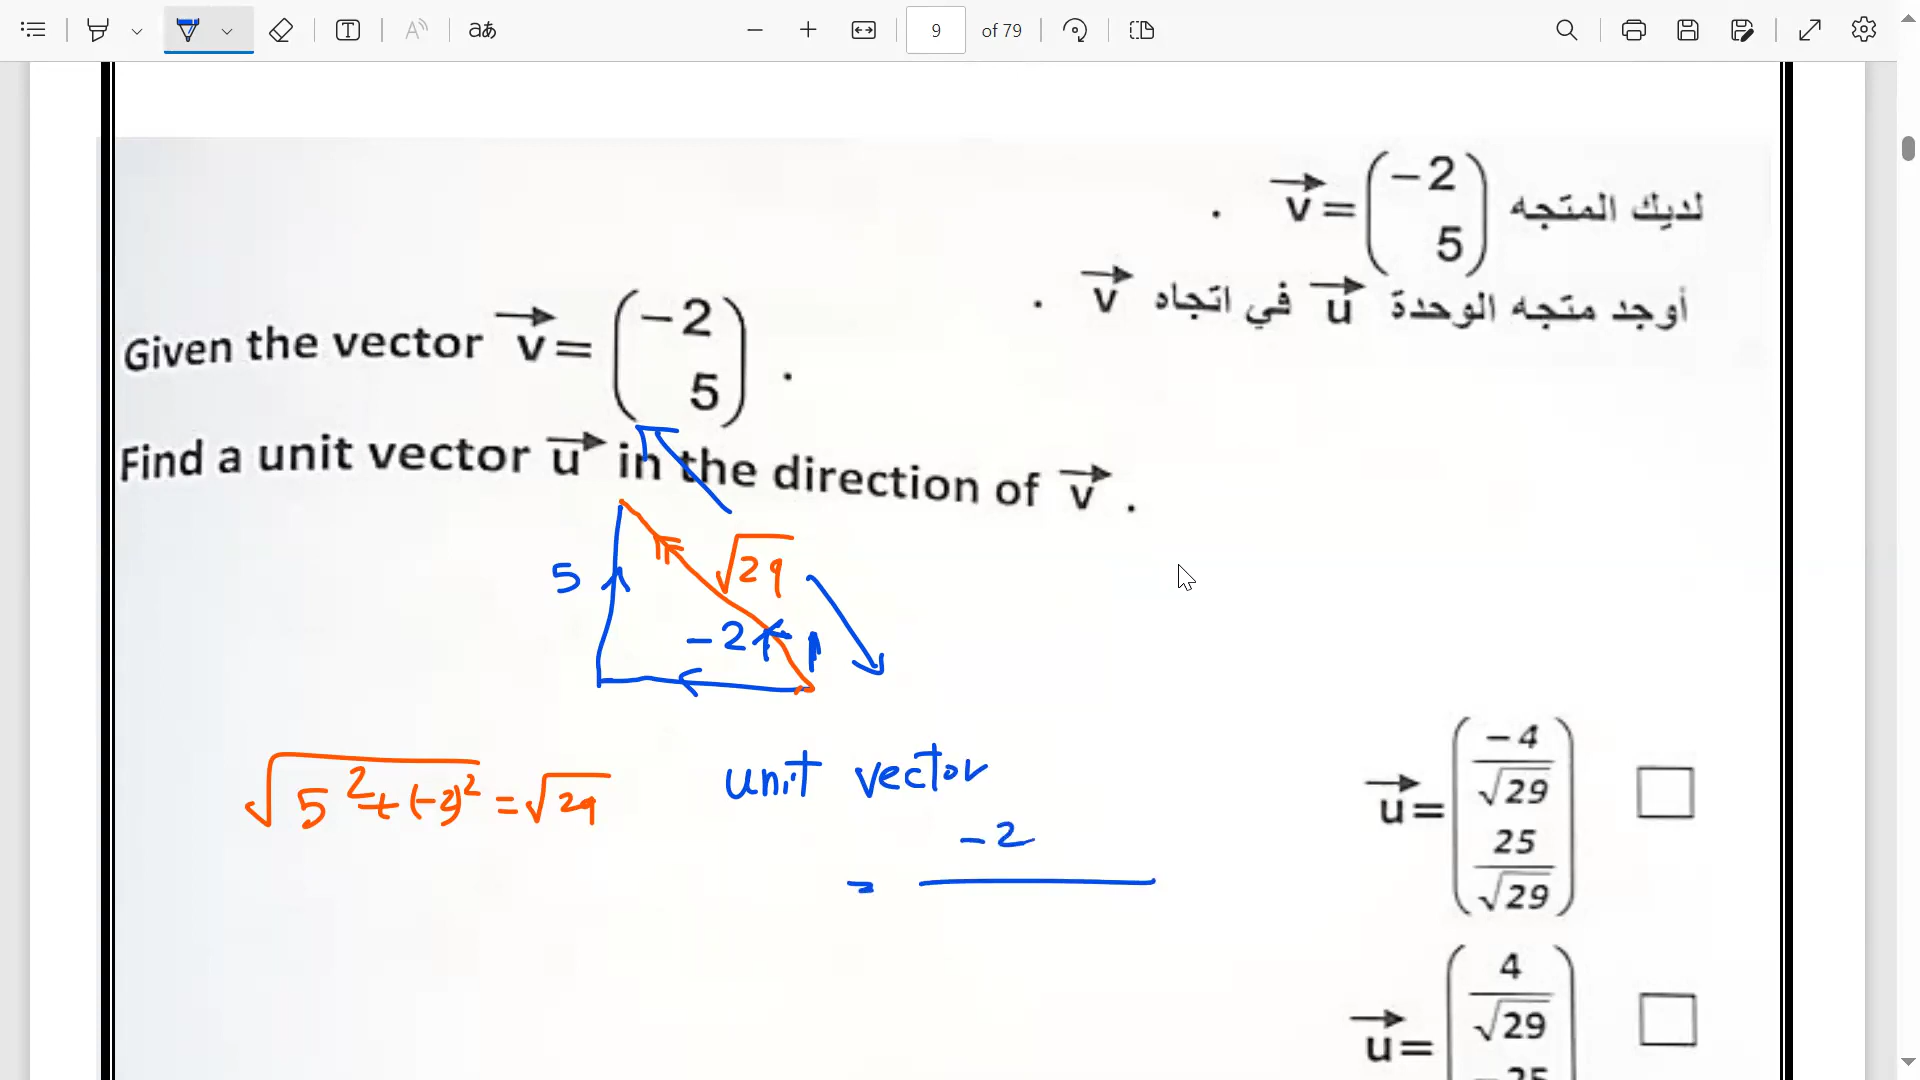 9 of 79
لديك المتجه v = (-2 5) .
أوجد متجه الوحدة u في اتجاه v .
Given the vector v = (-2 5) .
Find a unit vector u in the direction of v .
5
√29
-2
√5² + (-2)² = √29
unit vector
= -2
u = (-4/√29 25/√29)
u = (4/√29 -25